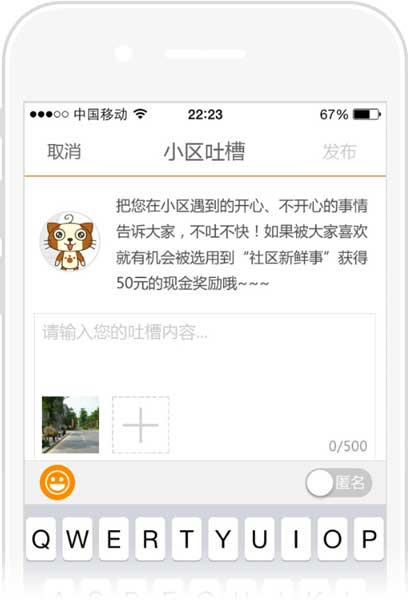 中国移动 22:23 67%
取消 小区吐槽 发布
把您在小区遇到的开心、不开心的事情
告诉大家，不吐不快！如果被大家喜欢
就有机会被选用到“社区新鲜事”获得
50元的现金奖励哦~~~
请输入您的吐槽内容...
0/500
匿名
Q W E R T Y U I O P